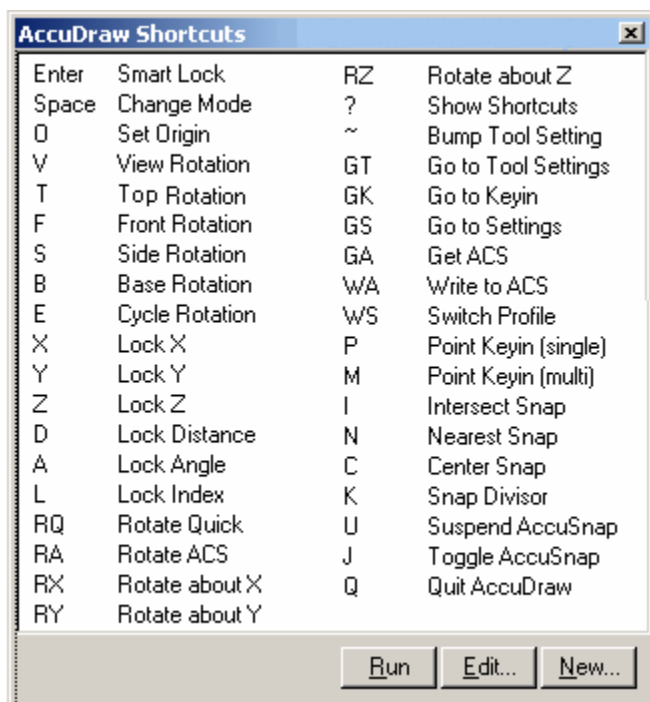 AccuDraw Shortcuts
Enter Smart Lock
Space Change Mode
O Set Origin
V View Rotation
T Top Rotation
F Front Rotation
S Side Rotation
B Base Rotation
E Cycle Rotation
X Lock X
Y Lock Y
Z Lock Z
D Lock Distance
A Lock Angle
L Lock Index
RQ Rotate Quick
RA Rotate ACS
RX Rotate about X
RY Rotate about Y
RZ Rotate about Z
? Show Shortcuts
~ Bump Tool Setting
GT Go to Tool Settings
GK Go to Keyin
GS Go to Settings
GA Get ACS
WA Write to ACS
WS Switch Profile
P Point Keyin (single)
M Point Keyin (multi)
I Intersect Snap
N Nearest Snap
C Center Snap
K Snap Divisor
U Suspend AccuSnap
J Toggle AccuSnap
Q Quit AccuDraw
Run Edit... New...